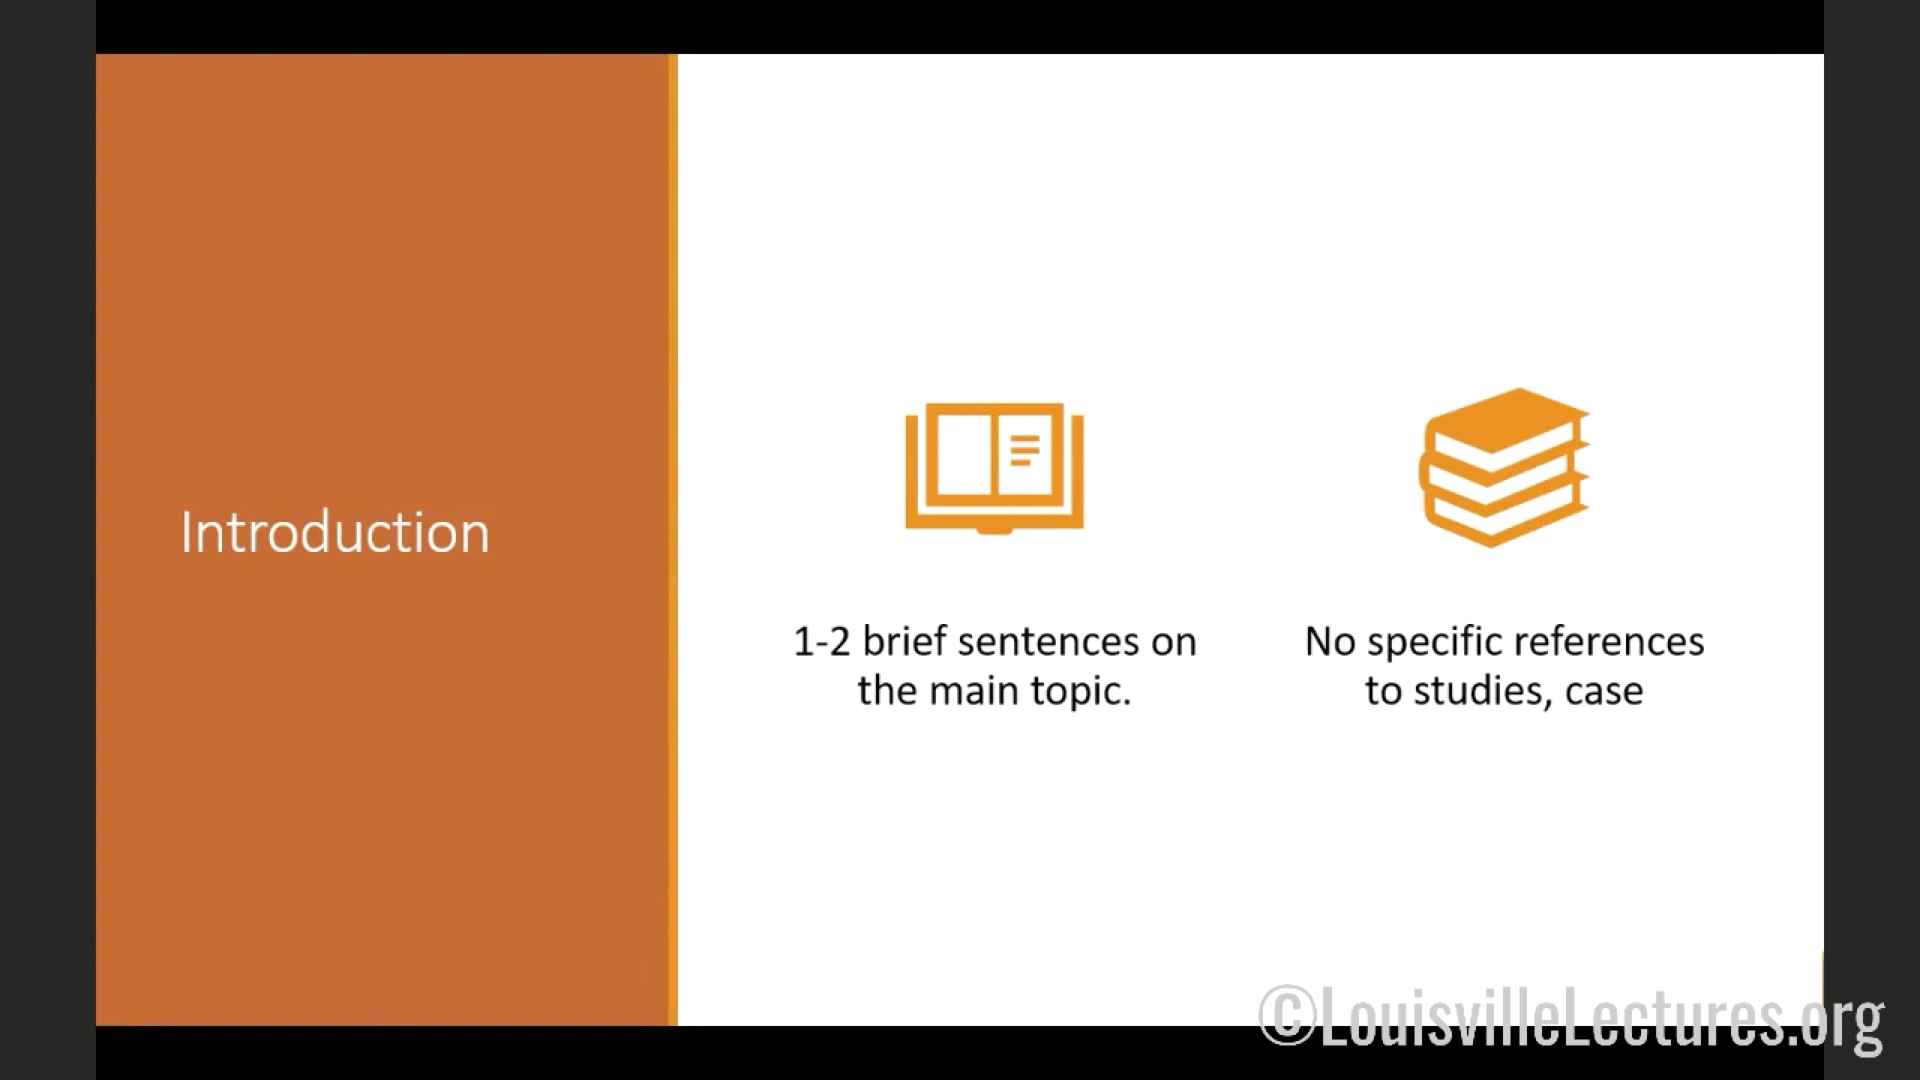 Introduction
1-2 brief sentences on
the main topic.
No specific references
to studies, case
©LouisvilleLectures.org